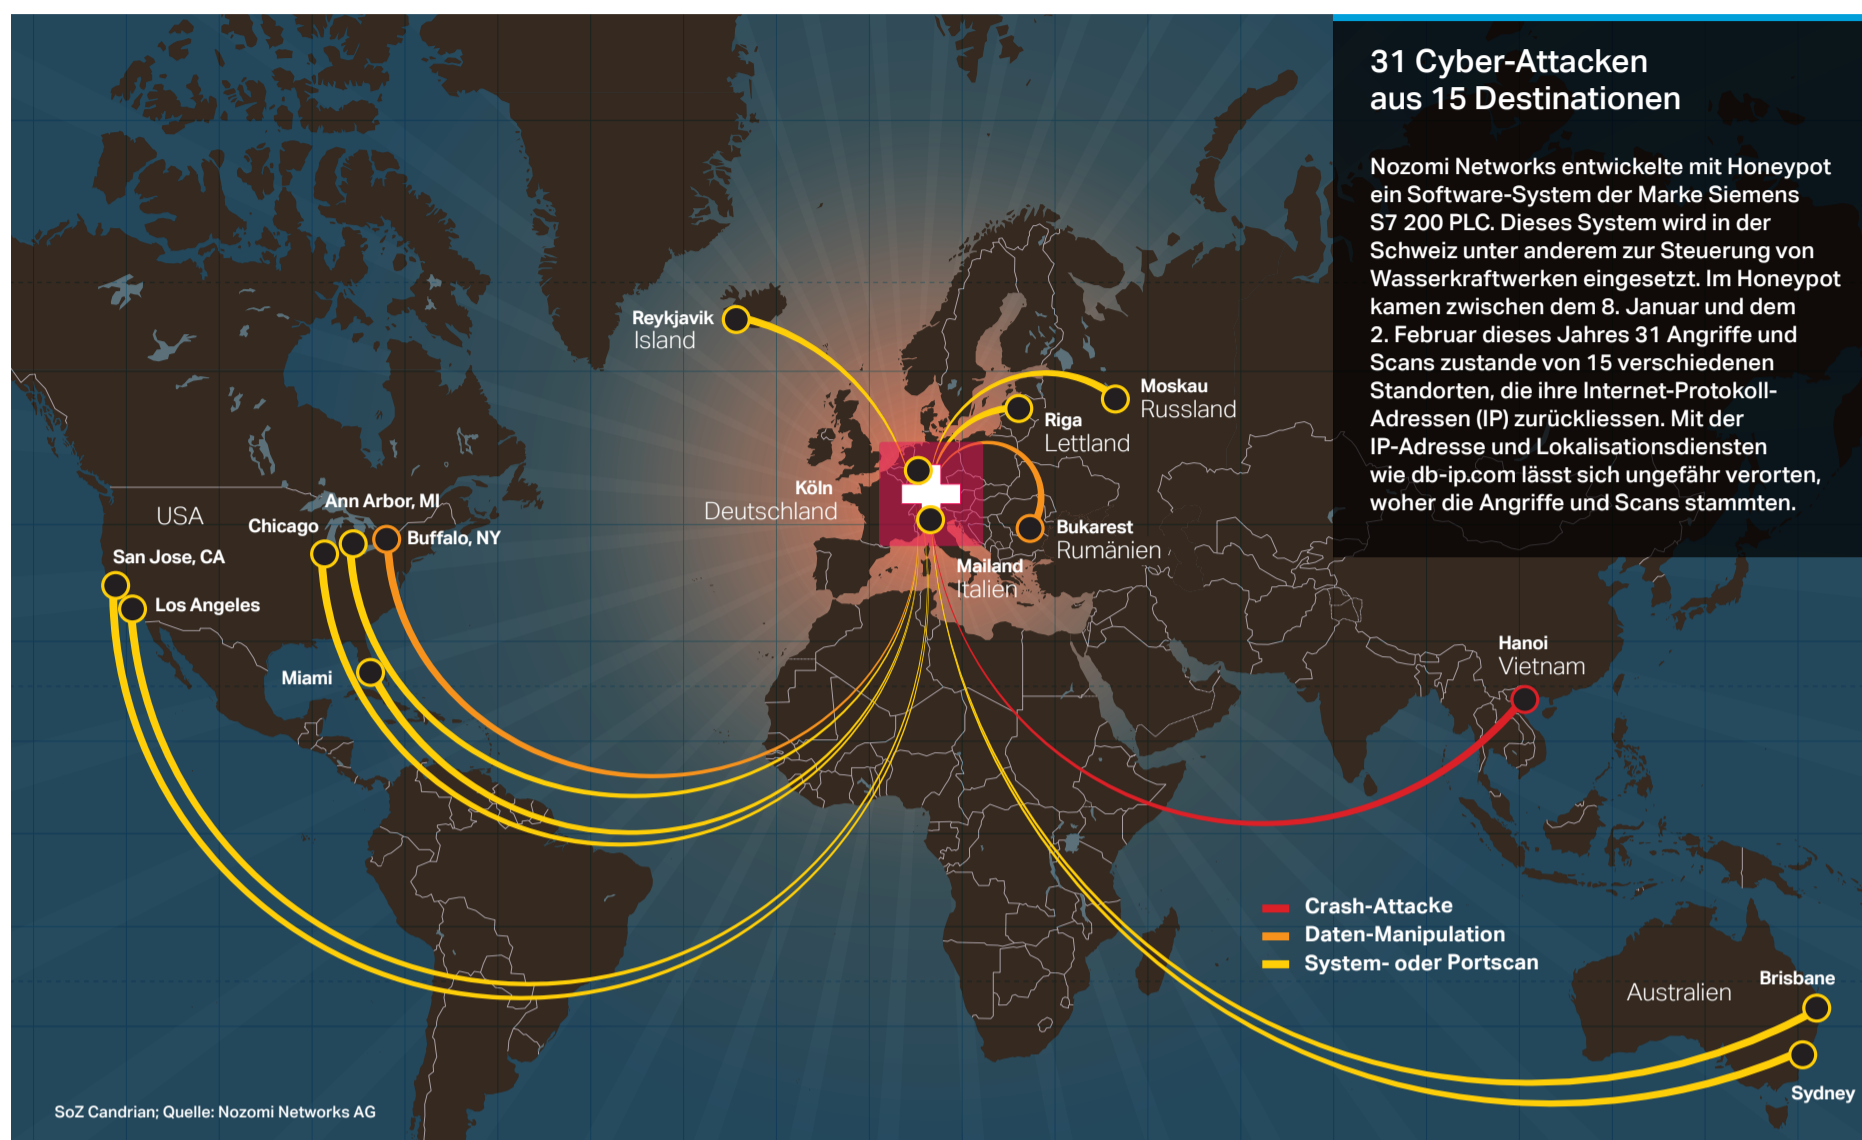 31 Cyber-Attacken
aus 15 Destinationen
Nozomi Networks entwickelte mit Honeypot
ein Software-System der Marke Siemens
S7 200 PLC. Dieses System wird in der
Schweiz unter anderem zur Steuerung von
Wasserkraftwerken eingesetzt. Im Honeypot
kamen zwischen dem 8. Januar und dem
2. Februar dieses Jahres 31 Angriffe und
Scans zustande von 15 verschiedenen
Standorten, die ihre Internet-Protokoll-
Adressen (IP) zurückliessen. Mit der
IP-Adresse und Lokalisationsdiensten
wie db-ip.com lässt sich ungefähr verorten,
woher die Angriffe und Scans stammten.
Reykjavik
Island
Moskau
Russland
Riga
Lettland
Köln
Deutschland
Bukarest
Rumänien
Mailand
Italien
USA
Ann Arbor, MI
Chicago
Buffalo, NY
San Jose, CA
Los Angeles
Miami
Hanoi
Vietnam
Crash-Attacke
Daten-Manipulation
System- oder Portscan
Australien
Brisbane
Sydney
SoZ Candrian; Quelle: Nozomi Networks AG